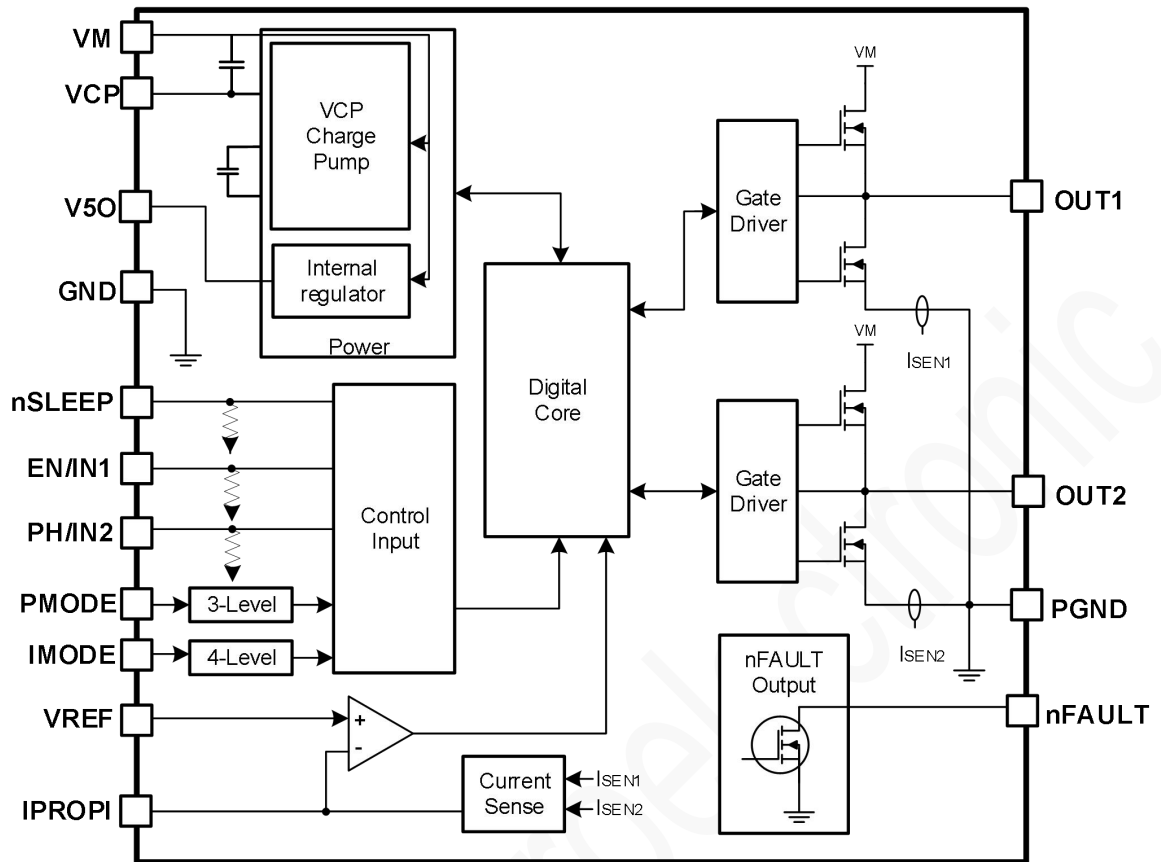 VM
VCP
V5O
GND
nSLEEP
EN/IN1
PH/IN2
PMODE
IMODE
VREF
IPROPI
VCP
Charge
Pump
Internal
regulator
Power
3-Level
4-Level
Control
Input
+
-
Current
Sense
ISEN1
ISEN2
Digital
Core
Gate
Driver
VM
ISEN1
Gate
Driver
VM
ISEN2
nFAULT
Output
OUT1
OUT2
PGND
nFAULT